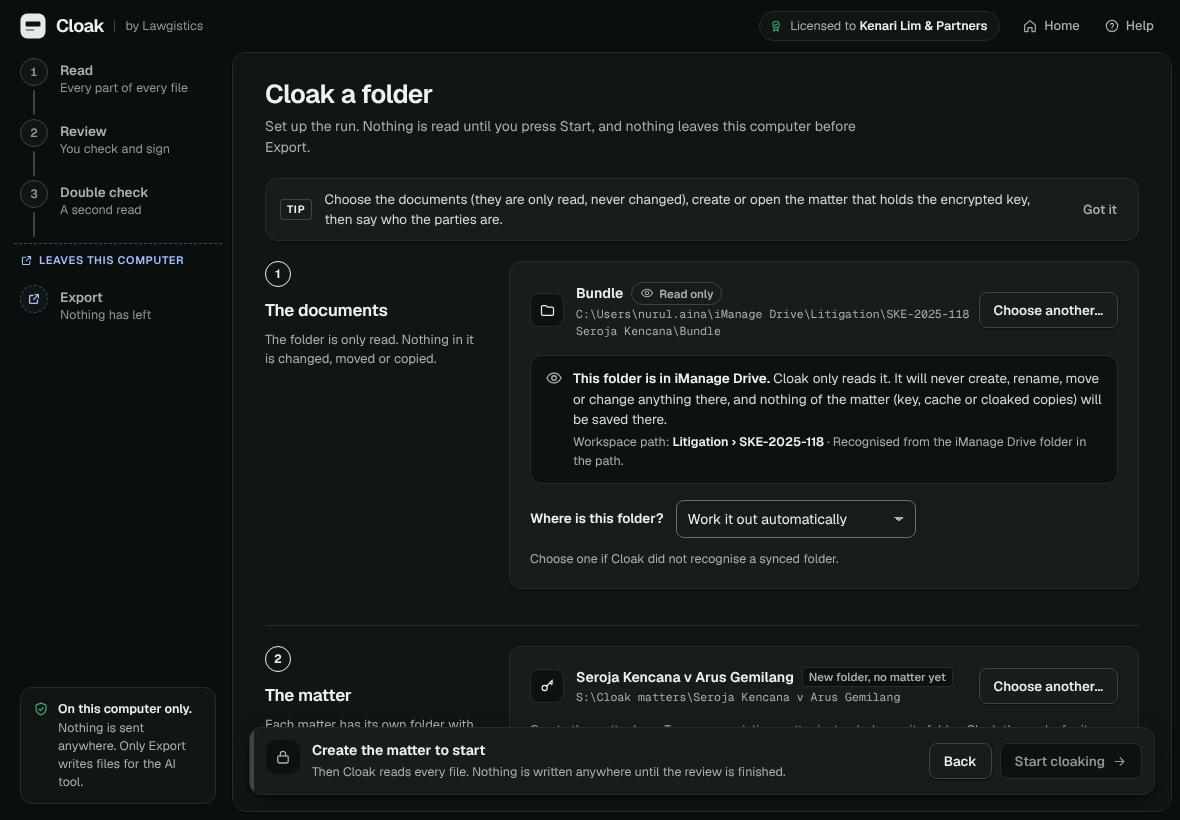 Cloak
by Lawgistics
Licensed to Kenari Lim & Partners
Home
Help
1
Read
Every part of every file
2
Review
You check and sign
3
Double check
A second read
LEAVES THIS COMPUTER
Export
Nothing has left
On this computer only.
Nothing is sent
anywhere. Only Export
writes files for the AI
tool.
Cloak a folder
Set up the run. Nothing is read until you press Start, and nothing leaves this computer before
Export.
TIP
Choose the documents (they are only read, never changed), create or open the matter that holds the encrypted key,
then say who the parties are.
Got it
1
The documents
The folder is only read. Nothing in it
is changed, moved or copied.
Bundle
Read only
C:\Users\nurul.aina\iManage Drive\Litigation\SKE-2025-118
Seroja Kencana\Bundle
Choose another...
This folder is in iManage Drive. Cloak only reads it. It will never create, rename, move
or change anything there, and nothing of the matter (key, cache or cloaked copies) will
be saved there.
Workspace path: Litigation › SKE-2025-118 · Recognised from the iManage Drive folder in
the path.
Where is this folder?
Work it out automatically
Choose one if Cloak did not recognise a synced folder.
2
The matter
Each matter has its own folder with
Seroja Kencana v Arus Gemilang
New folder, no matter yet
S:\Cloak matters\Seroja Kencana v Arus Gemilang
Choose another...
Create the matter to start
Then Cloak reads every file. Nothing is written anywhere until the review is finished.
Back
Start cloaking